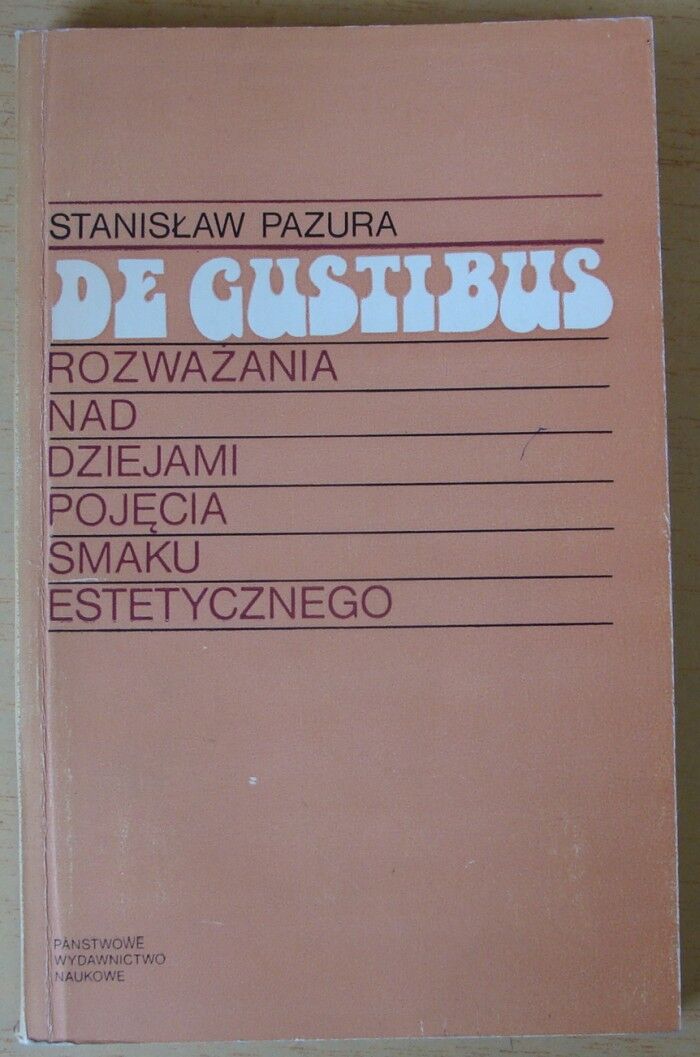 STANISŁAW PAZURA
DE GUSTIBUS
ROZWAŻANIA
NAD
DZIEJAMI
POJĘCIA
SMAKU
ESTETYCZNEGO
PAŃSTWOWE
WYDAWNICTWO
NAUKOWE